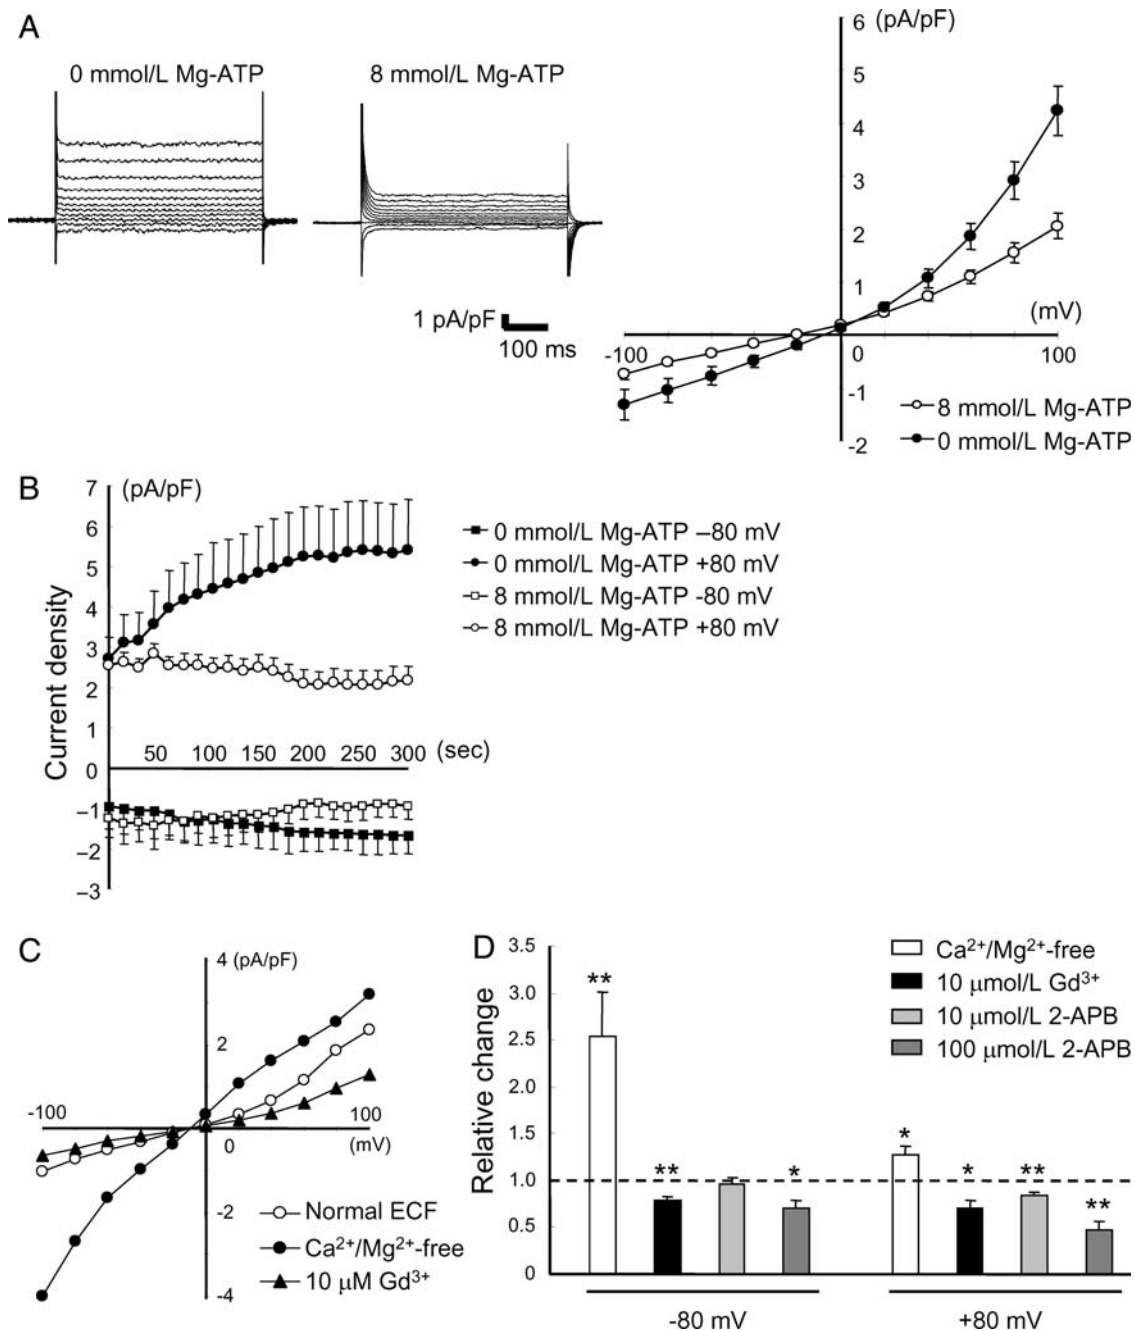 A
0 mmol/L Mg-ATP
8 mmol/L Mg-ATP
1 pA/pF
100 ms
6 (pA/pF)
5
4
3
2
1
(mV)
-100 0 100
-1
-2
8 mmol/L Mg-ATP
0 mmol/L Mg-ATP
B
Current density
(pA/pF)
7
6
5
4
3
2
1
0
–1
–2
–3
50 100 150 200 250 300 (sec)
0 mmol/L Mg-ATP –80 mV
0 mmol/L Mg-ATP +80 mV
8 mmol/L Mg-ATP -80 mV
8 mmol/L Mg-ATP +80 mV
C
4 (pA/pF)
2
-100 0 100
(mV)
-2
-4
Normal ECF
Ca²⁺/Mg²⁺-free
10 µM Gd³⁺
D
Relative change
3.5
3.0
2.5
2.0
1.5
1.0
0.5
0
** ** * * * ** **
Ca²⁺/Mg²⁺-free
10 µmol/L Gd³⁺
10 µmol/L 2-APB
100 µmol/L 2-APB
-80 mV +80 mV